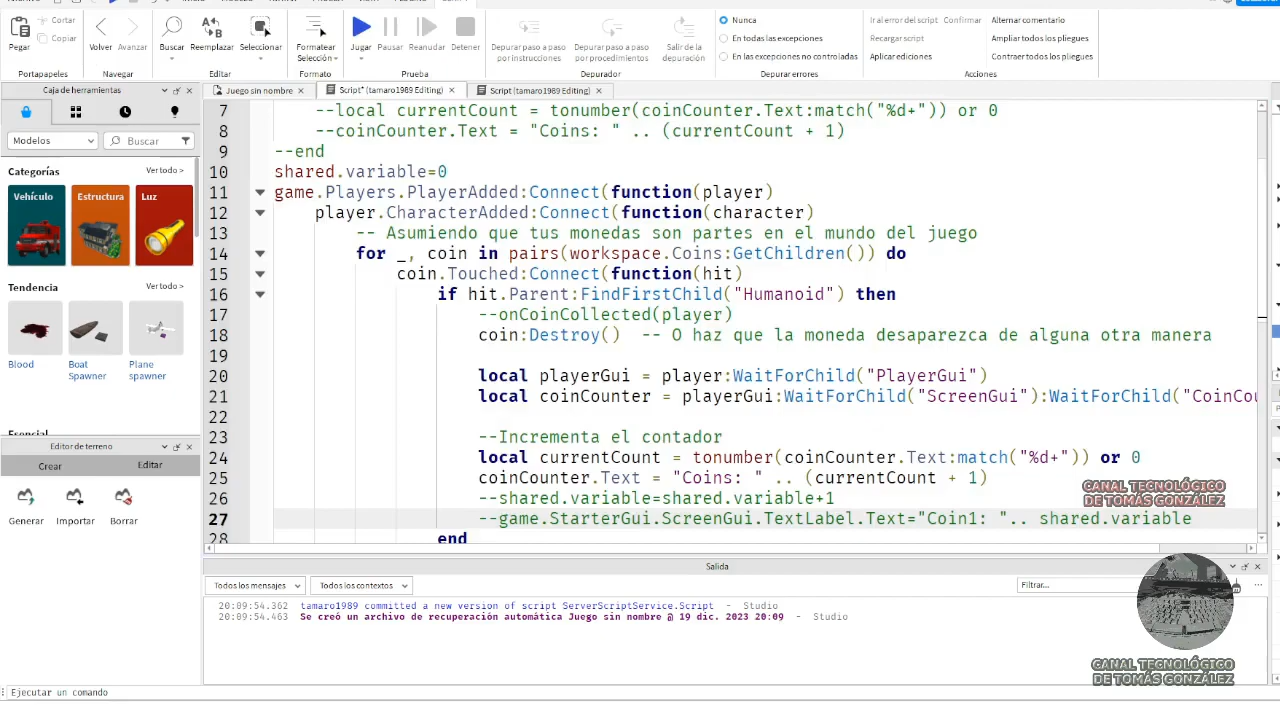 Pegar
Cortar
Copiar
Portapapeles
Volver
Avanzar
Navegar
Buscar
Reemplazar
Seleccionar
Editar
Formatear
Selección
Formato
Jugar
Pausar
Reanudar
Detener
Prueba
Depurar paso a paso
por instrucciones
Depurar paso a paso
por procedimientos
Salir de la
depuración
Depurador
Nunca
En todas las excepciones
En las excepciones no controladas
Depurar errores
Ir al error del script
Confirmar
Recargar script
Aplicar ediciones
Alternar comentario
Ampliar todos los pliegues
Contraer todos los pliegues
Acciones
Caja de herramientas
Modelos
Buscar
Categorías
Ver todo >
Vehículo
Estructura
Luz
Tendencia
Ver todo >
Blood
Boat
Spawner
Plane
spawner
Esencial
Editor de terreno
Crear
Editar
Generar
Importar
Borrar
Juego sin nombre
Script* (tamaro1989 Editing)
Script (tamaro1989 Editing)
7 --local currentCount = tonumber(coinCounter.Text:match("%d+")) or 0
8 --coinCounter.Text = "Coins: " .. (currentCount + 1)
9 --end
10 shared.variable=0
11 game.Players.PlayerAdded:Connect(function(player)
12 player.CharacterAdded:Connect(function(character)
13 -- Asumiendo que tus monedas son partes en el mundo del juego
14 for _, coin in pairs(workspace.Coins:GetChildren()) do
15 coin.Touched:Connect(function(hit)
16 if hit.Parent:FindFirstChild("Humanoid") then
17 --onCoinCollected(player)
18 coin:Destroy() -- O haz que la moneda desaparezca de alguna otra manera
19
20 local playerGui = player:WaitForChild("PlayerGui")
21 local coinCounter = playerGui:WaitForChild("ScreenGui"):WaitForChild("CoinCou
22
23 --Incrementa el contador
24 local currentCount = tonumber(coinCounter.Text:match("%d+")) or 0
25 coinCounter.Text = "Coins: " .. (currentCount + 1)
26 --shared.variable=shared.variable+1
27 --game.StarterGui.ScreenGui.TextLabel.Text="Coin1: ".. shared.variable
28 end
CANAL TECNOLÓGICO
DE TOMÁS GONZÁLEZ
Salida
Todos los mensajes
Todos los contextos
Filtrar...
20:09:54.362 tamaro1989 committed a new version of script ServerScriptService.Script - Studio
20:09:54.463 Se creó un archivo de recuperación automática Juego sin nombre @ 19 dic. 2023 20:09 - Studio
CANAL TECNOLÓGICO
DE TOMÁS GONZÁLEZ
Ejecutar un comando